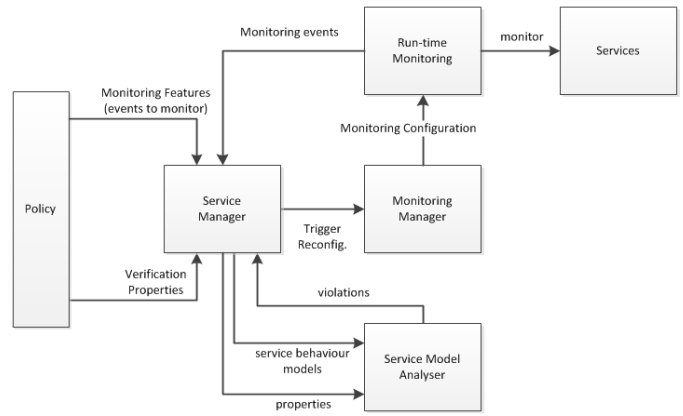 Monitoring events
Run-time
Monitoring
monitor
Services
Monitoring Features
(events to monitor)
Monitoring Configuration
Policy
Service
Manager
Monitoring
Manager
Trigger
Reconfig.
Verification
Properties
violations
service behaviour
models
Service Model
Analyser
properties